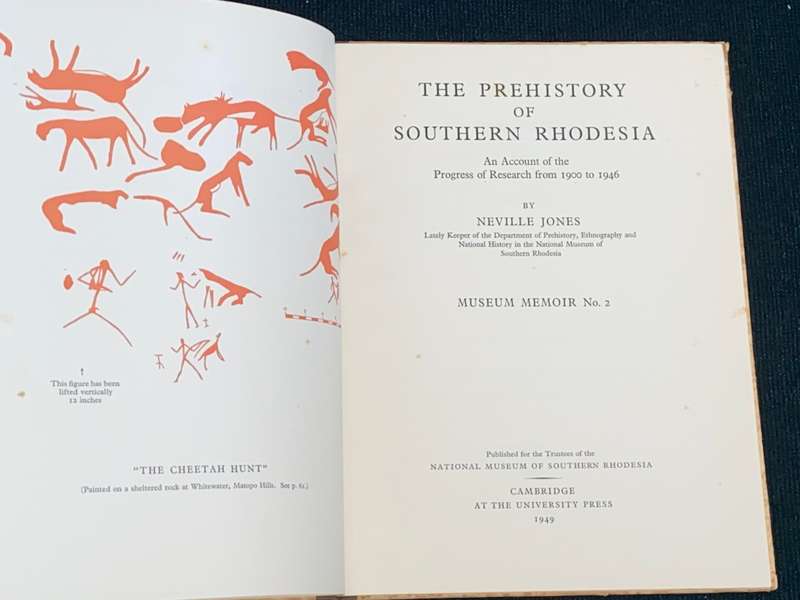 This figure has been
lifted vertically
12 inches
"THE CHEETAH HUNT"
(Painted on a sheltered rock at Whitewater, Matopo Hills. See p. 61.)
THE PREHISTORY
OF
SOUTHERN RHODESIA
An Account of the
Progress of Research from 1900 to 1946
BY
NEVILLE JONES
Lately Keeper of the Department of Prehistory, Ethnography and
National History in the National Museum of
Southern Rhodesia
MUSEUM MEMOIR No. 2
Published for the Trustees of the
NATIONAL MUSEUM OF SOUTHERN RHODESIA
CAMBRIDGE
AT THE UNIVERSITY PRESS
1949